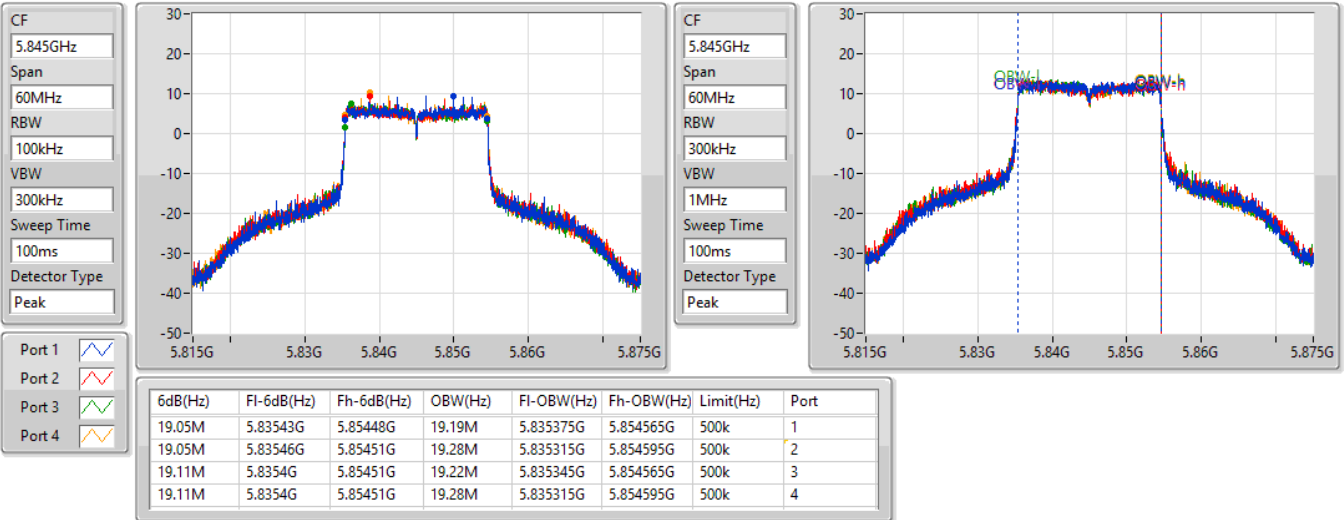 CF
5.845GHz
Span
60MHz
RBW
100kHz
VBW
300kHz
Sweep Time
100ms
Detector Type
Peak
30
20
10
0
-10
-20
-30
-40
-50
5.815G 5.83G 5.84G 5.85G 5.86G 5.875G
CF
5.845GHz
Span
60MHz
RBW
300kHz
VBW
1MHz
Sweep Time
100ms
Detector Type
Peak
30
20
10
0
-10
-20
-30
-40
-50
OBW-l OBW-h
5.815G 5.83G 5.84G 5.85G 5.86G 5.875G
Port 1
Port 2
Port 3
Port 4
6dB(Hz) Fl-6dB(Hz) Fh-6dB(Hz) OBW(Hz) Fl-OBW(Hz) Fh-OBW(Hz) Limit(Hz) Port
19.05M 5.83543G 5.85448G 19.19M 5.835375G 5.854565G 500k 1
19.05M 5.83546G 5.85451G 19.28M 5.835315G 5.854595G 500k 2
19.11M 5.8354G 5.85451G 19.22M 5.835345G 5.854565G 500k 3
19.11M 5.8354G 5.85451G 19.28M 5.835315G 5.854595G 500k 4